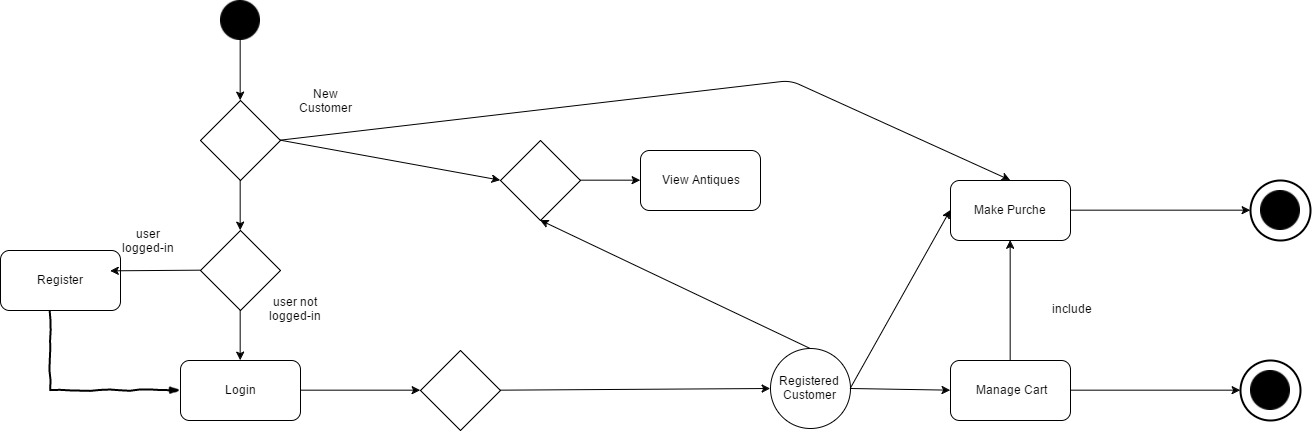 New
Customer
View Antiques
Make Purche
user
logged-in
Register
user not
logged-in
include
Login
Registered
Customer
Manage Cart